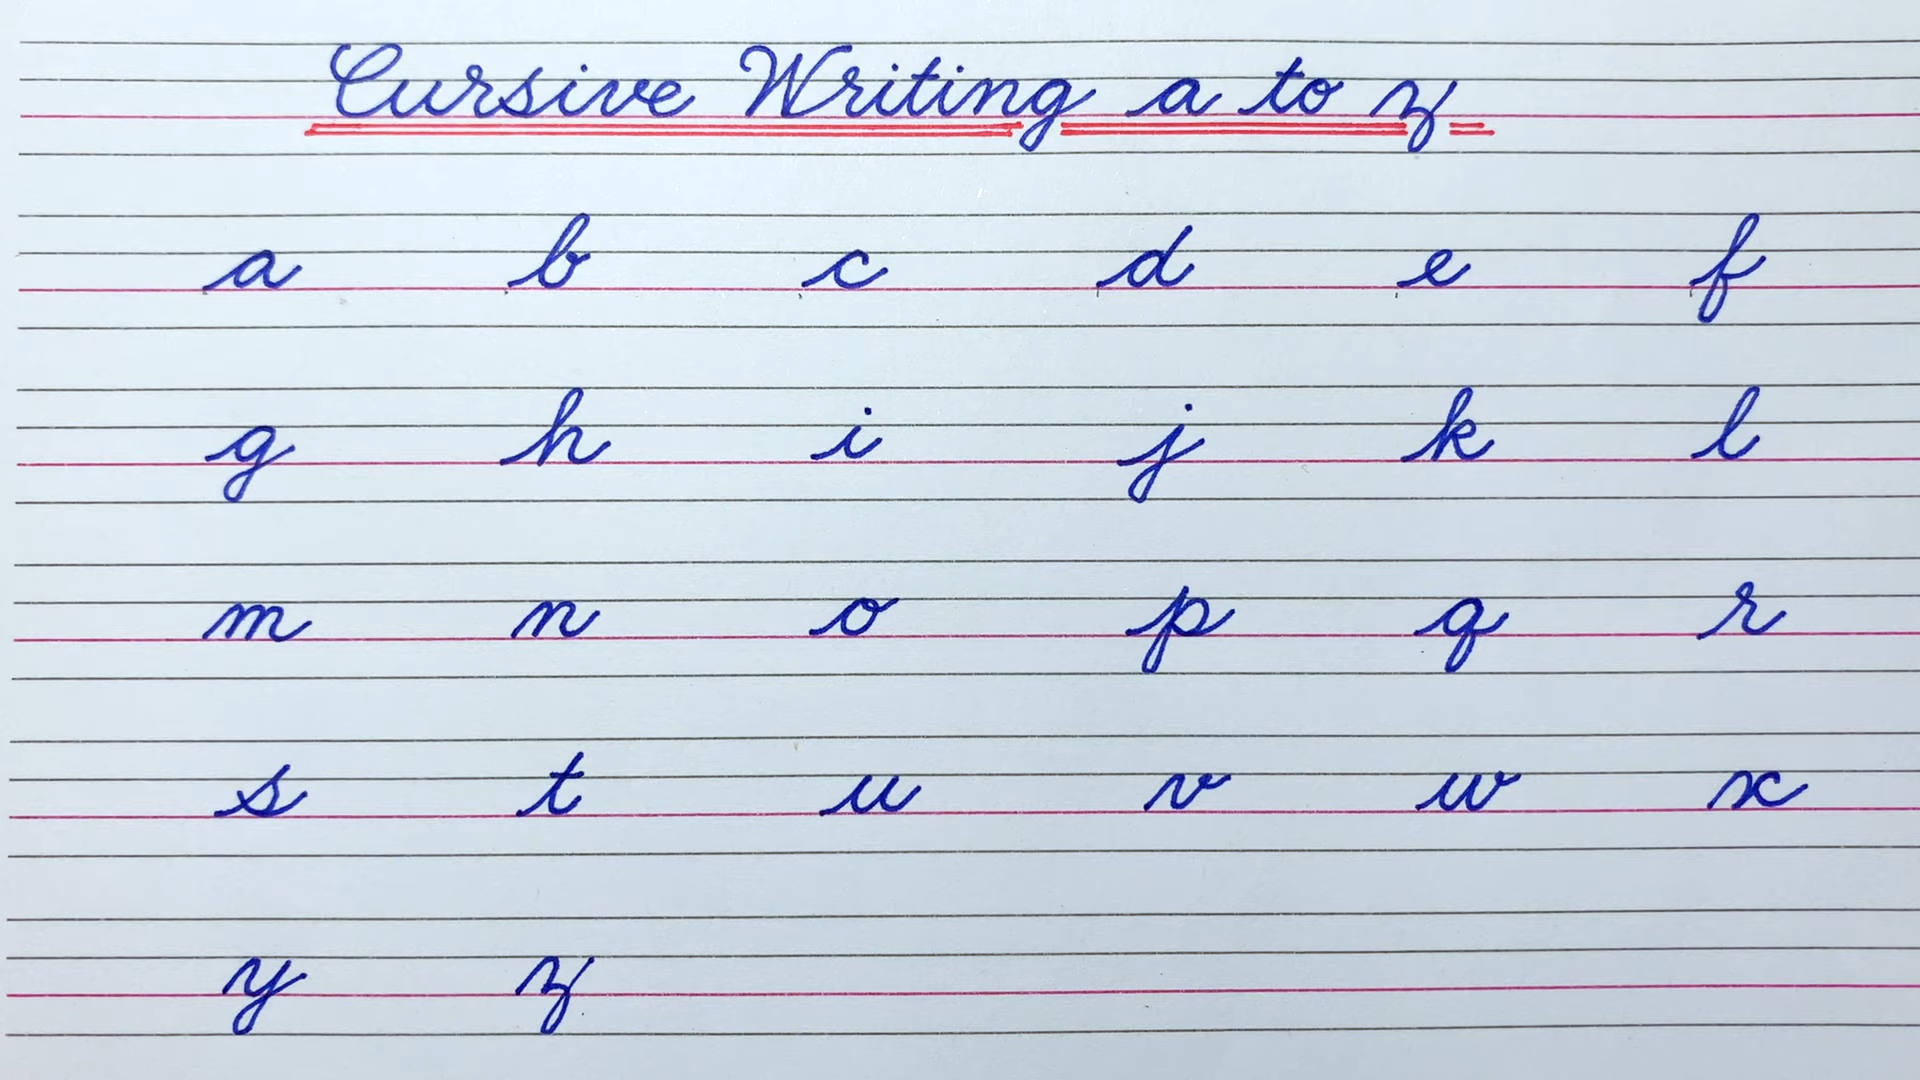 Cursive Writing a to z
a b c d e f
g h i j k l
m n o p q r
s t u v w x
y z